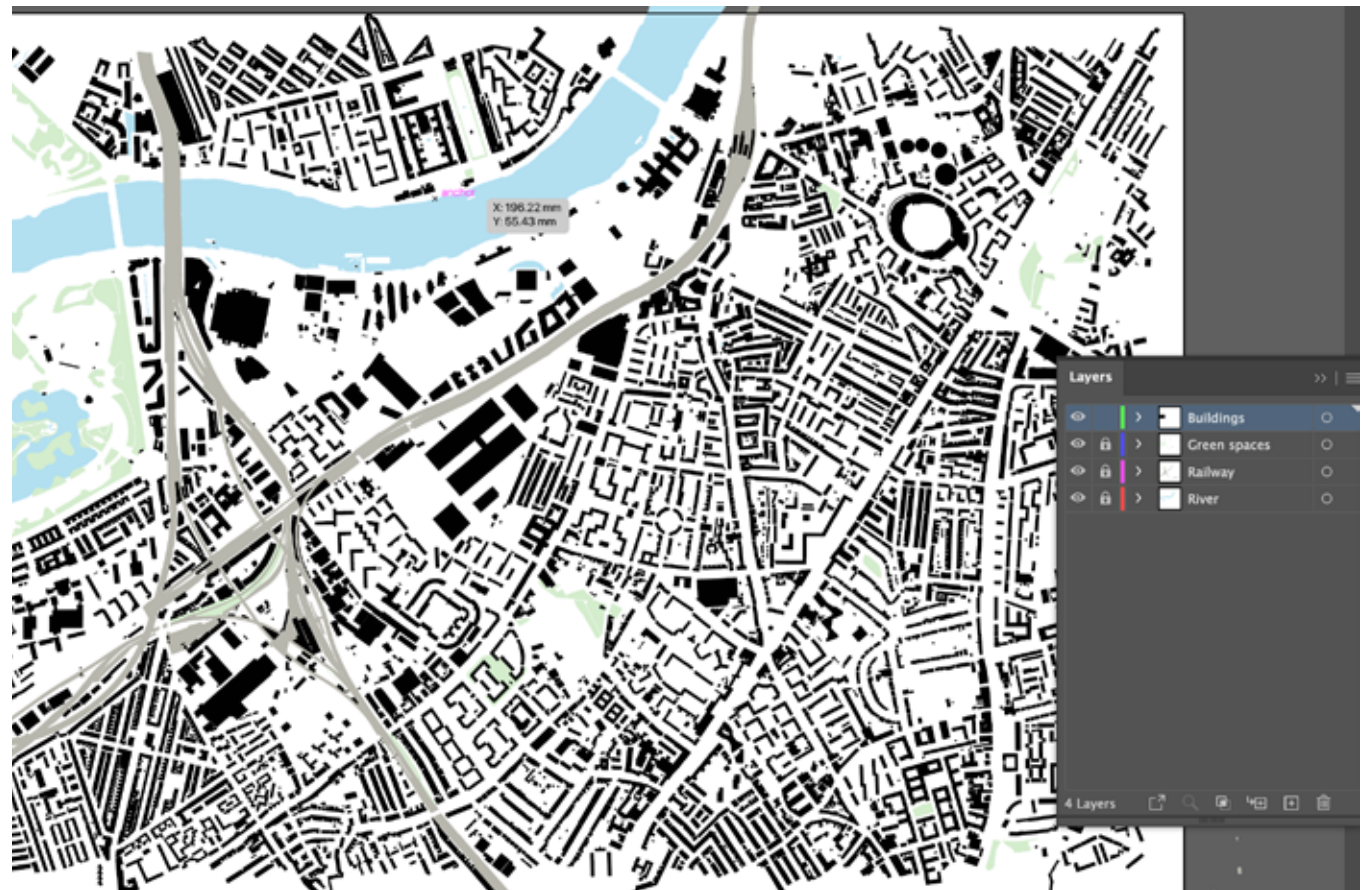 anchor
X: 196.22 mm
Y: 55.43 mm
Layers
Buildings
Green spaces
Railway
River
4 Layers